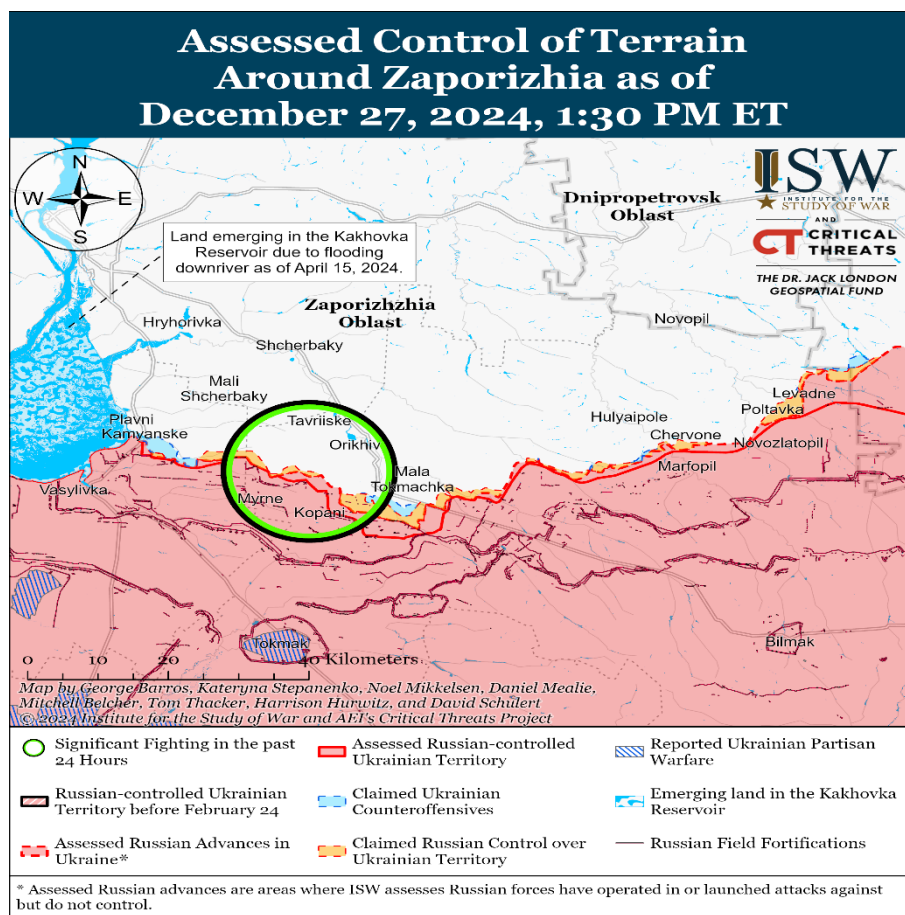 Assessed Control of Terrain
Around Zaporizhia as of
December 27, 2024, 1:30 PM ET
N
W E
S
ISW
INSTITUTE FOR THE
STUDY OF WAR
AND
CT CRITICAL
THREATS
THE DR. JACK LONDON
GEOSPATIAL FUND
Dnipropetrovsk
Oblast
Land emerging in the Kakhovka
Reservoir due to flooding
downriver as of April 15, 2024.
Zaporizhzhia
Oblast
Hryhorivka
Novopil
Shcherbaky
Mali
Shcherbaky
Levadne
Plavni
Tavriiske
Hulyaipole
Poltavka
Kamyanske
Orikhiv
Chervone
Novozlatopil
Mala
Tokmachka
Marfopil
Vasylivka
Myrne
Kopani
Tokmak
Bilmak
0 10 20 40 Kilometers
Map by George Barros, Kateryna Stepanenko, Noel Mikkelsen, Daniel Mealie,
Mitchell Belcher, Tom Thacker, Harrison Hurwitz, and David Schulert
© 2024 Institute for the Study of War and AEI's Critical Threats Project
Significant Fighting in the past
24 Hours
Assessed Russian-controlled
Ukrainian Territory
Reported Ukrainian Partisan
Warfare
Russian-controlled Ukrainian
Territory before February 24
Claimed Ukrainian
Counteroffensives
Emerging land in the Kakhovka
Reservoir
Assessed Russian Advances in
Ukraine*
Claimed Russian Control over
Ukrainian Territory
Russian Field Fortifications
* Assessed Russian advances are areas where ISW assesses Russian forces have operated in or launched attacks against
but do not control.